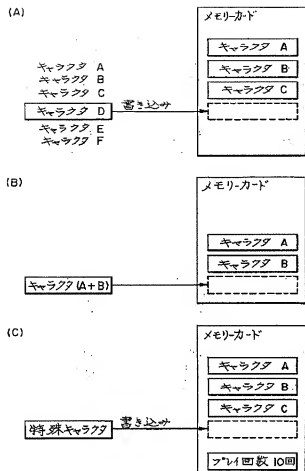 (A)
メモリーカード
キャラクタ A
キャラクタ B
キャラクタ C
キャラクタ D
キャラクタ E
キャラクタ F
書き込み
キャラクタ A
キャラクタ B
キャラクタ C
(B)
メモリーカード
キャラクタ(A+B)
キャラクタ A
キャラクタ B
(C)
メモリーカード
特殊キャラクタ
書き込み
キャラクタ A
キャラクタ B
キャラクタ C
プレイ回数 10回